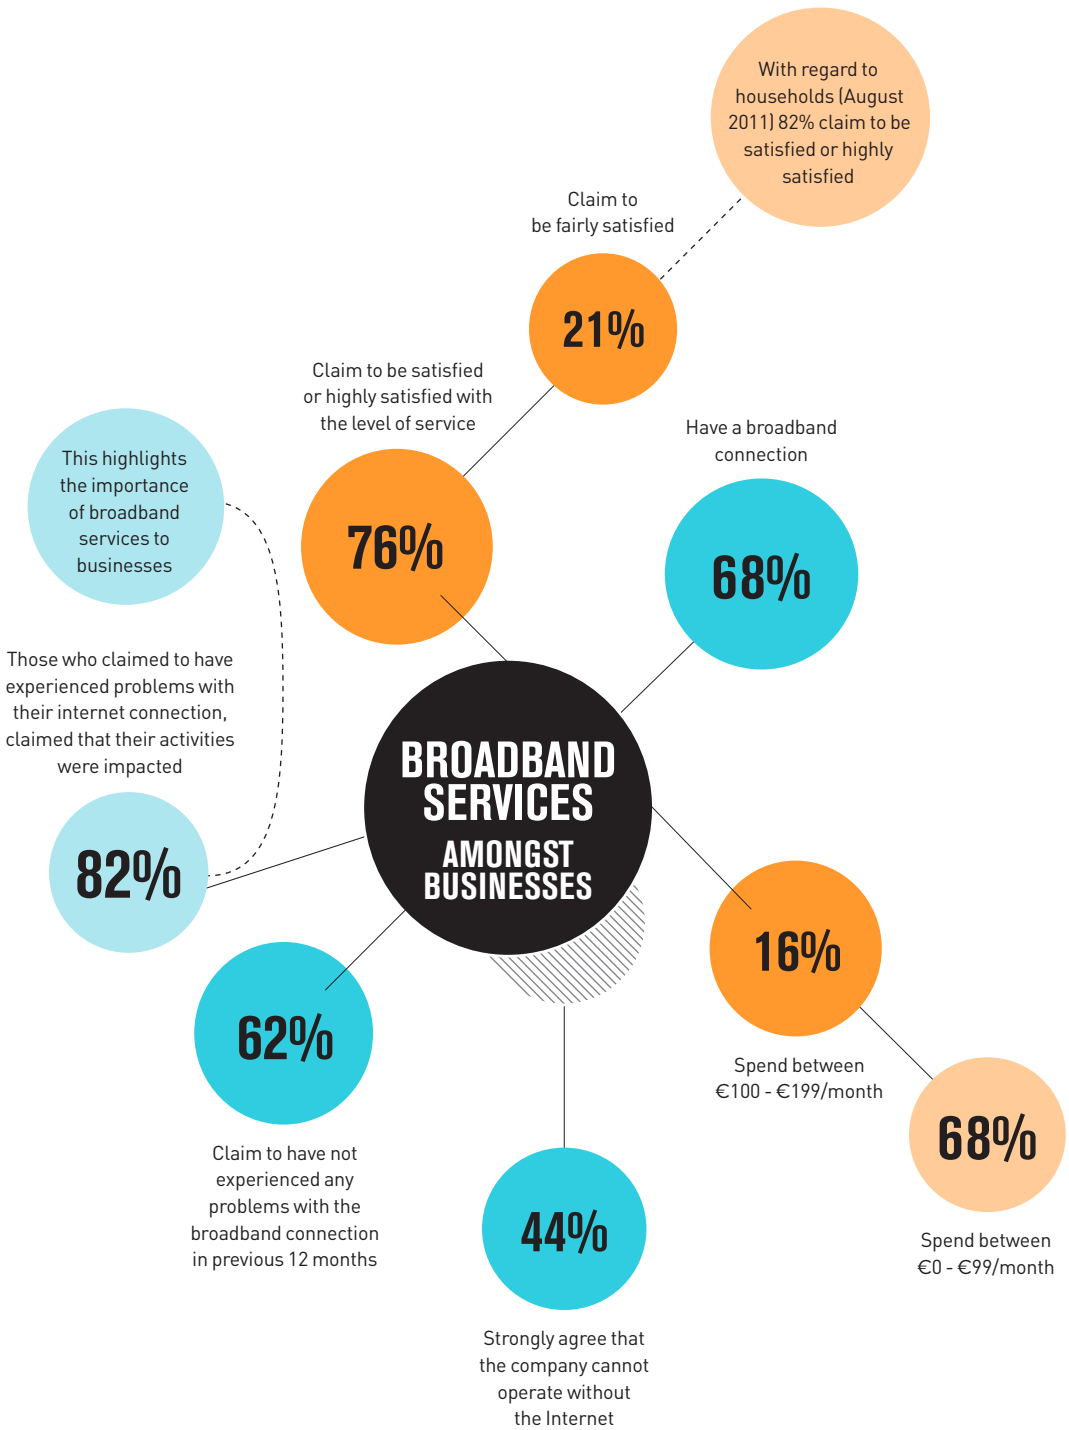 With regard to
households (August
2011) 82% claim to be
satisfied or highly
satisfied
Claim to
be fairly satisfied
21%
Claim to be satisfied
or highly satisfied with
the level of service
76%
Have a broadband
connection
68%
This highlights
the importance
of broadband
services to
businesses
Those who claimed to have
experienced problems with
their internet connection,
claimed that their activities
were impacted
82%
BROADBAND
SERVICES
AMONGST
BUSINESSES
16%
Spend between
€100 - €199/month
68%
Spend between
€0 - €99/month
62%
Claim to have not
experienced any
problems with the
broadband connection
in previous 12 months
44%
Strongly agree that
the company cannot
operate without
the Internet